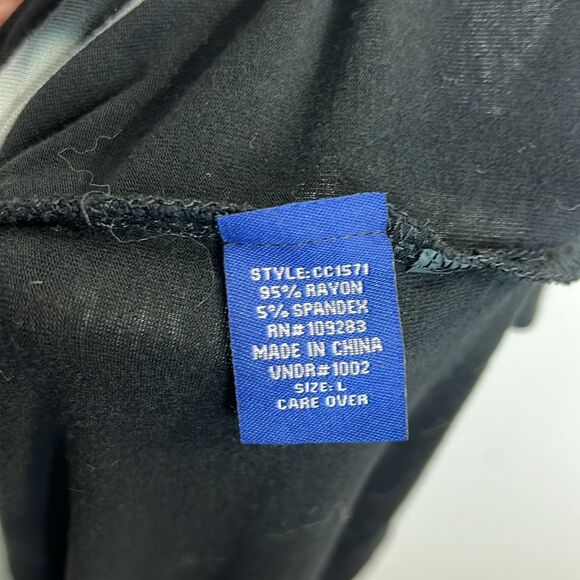 STYLE:CC1571
95% RAYON
5% SPANDEX
RN#109283
MADE IN CHINA
VNDR#1002
SIZE: L
CARE OVER